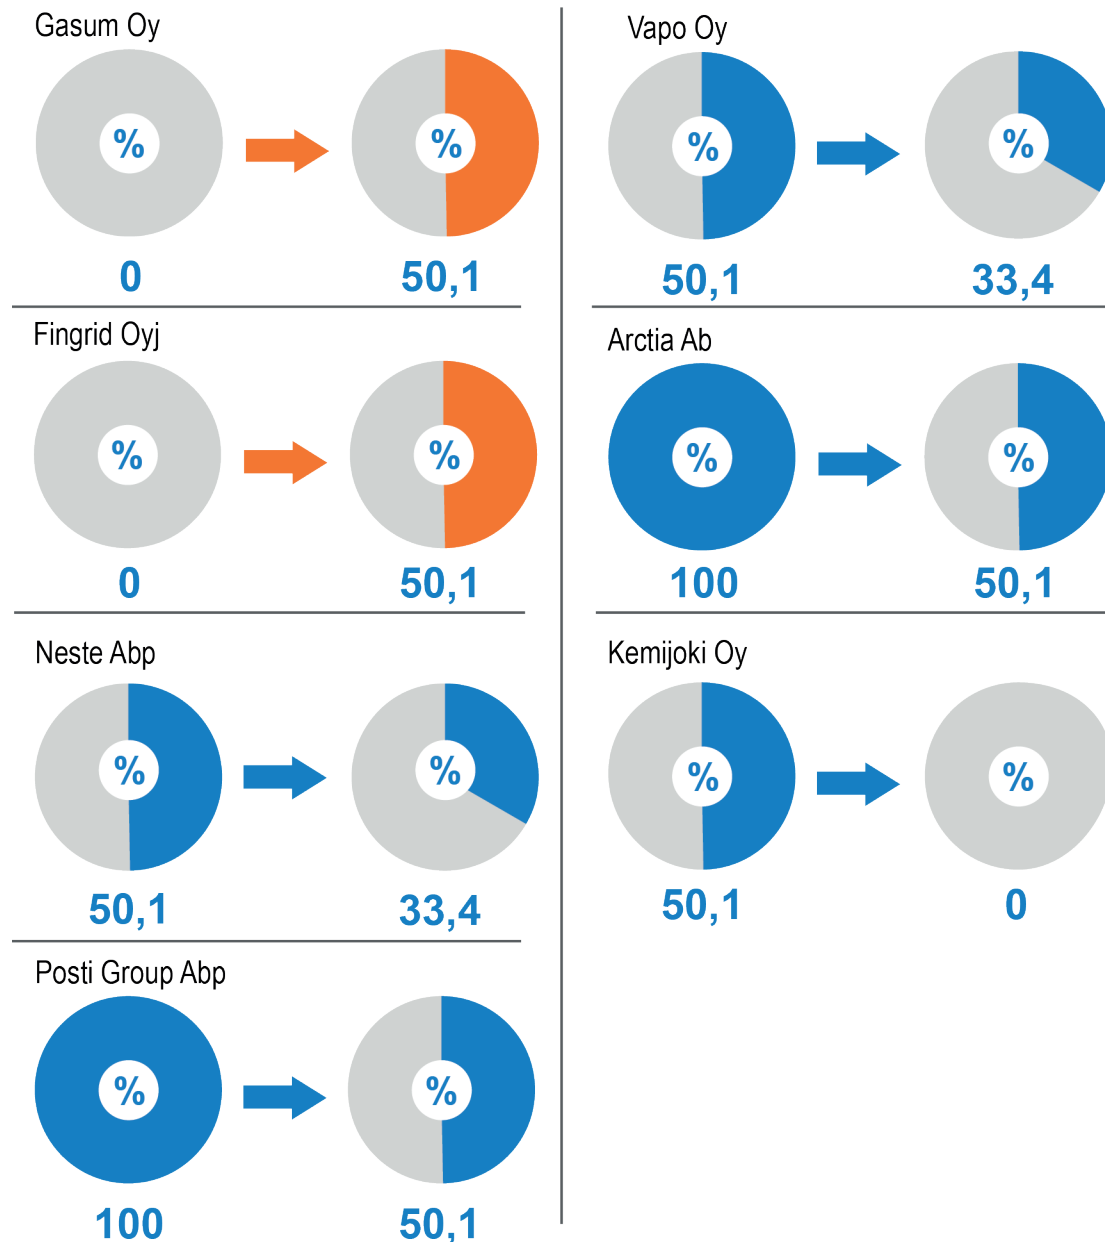 Gasum Oy
% %
0 50,1
Fingrid Oyj
% %
0 50,1
Neste Abp
% %
50,1 33,4
Posti Group Abp
% %
100 50,1
Vapo Oy
% %
50,1 33,4
Arctia Ab
% %
100 50,1
Kemijoki Oy
% %
50,1 0